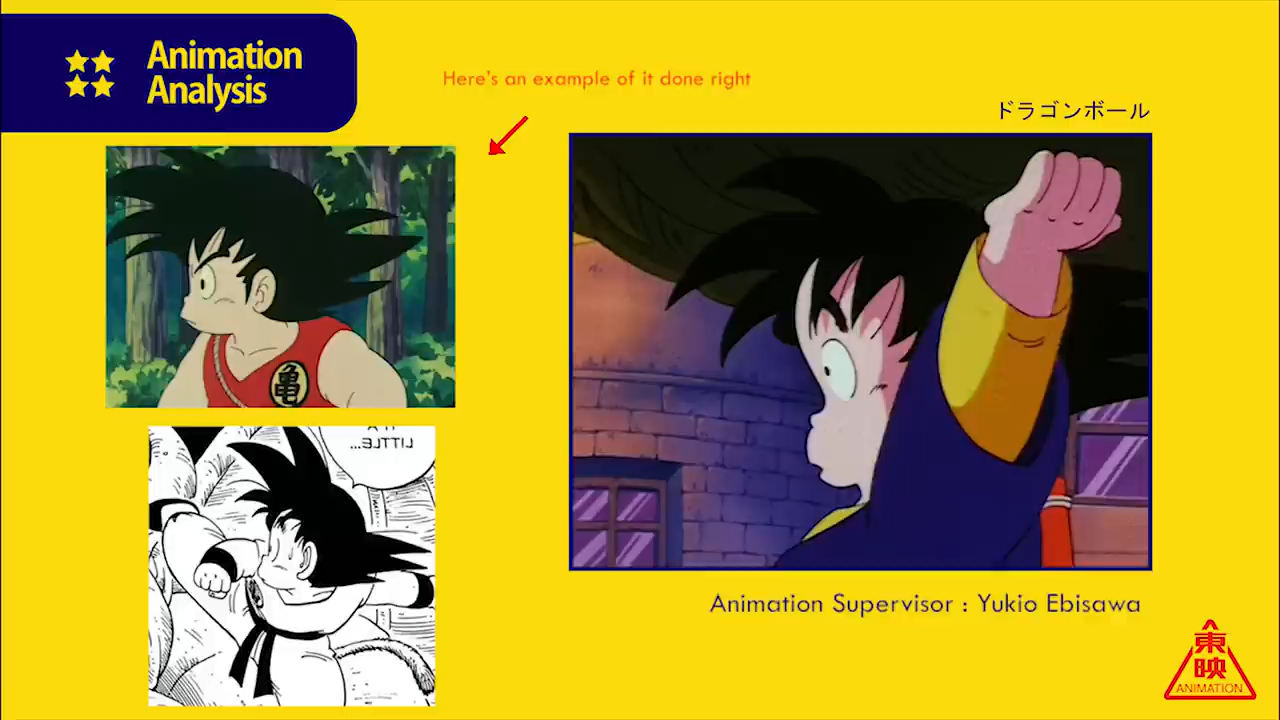 Animation
Analysis
Here's an example of it done right
ドラゴンボール
亀
LITTLE...
Animation Supervisor : Yukio Ebisawa
東
映
ANIMATION